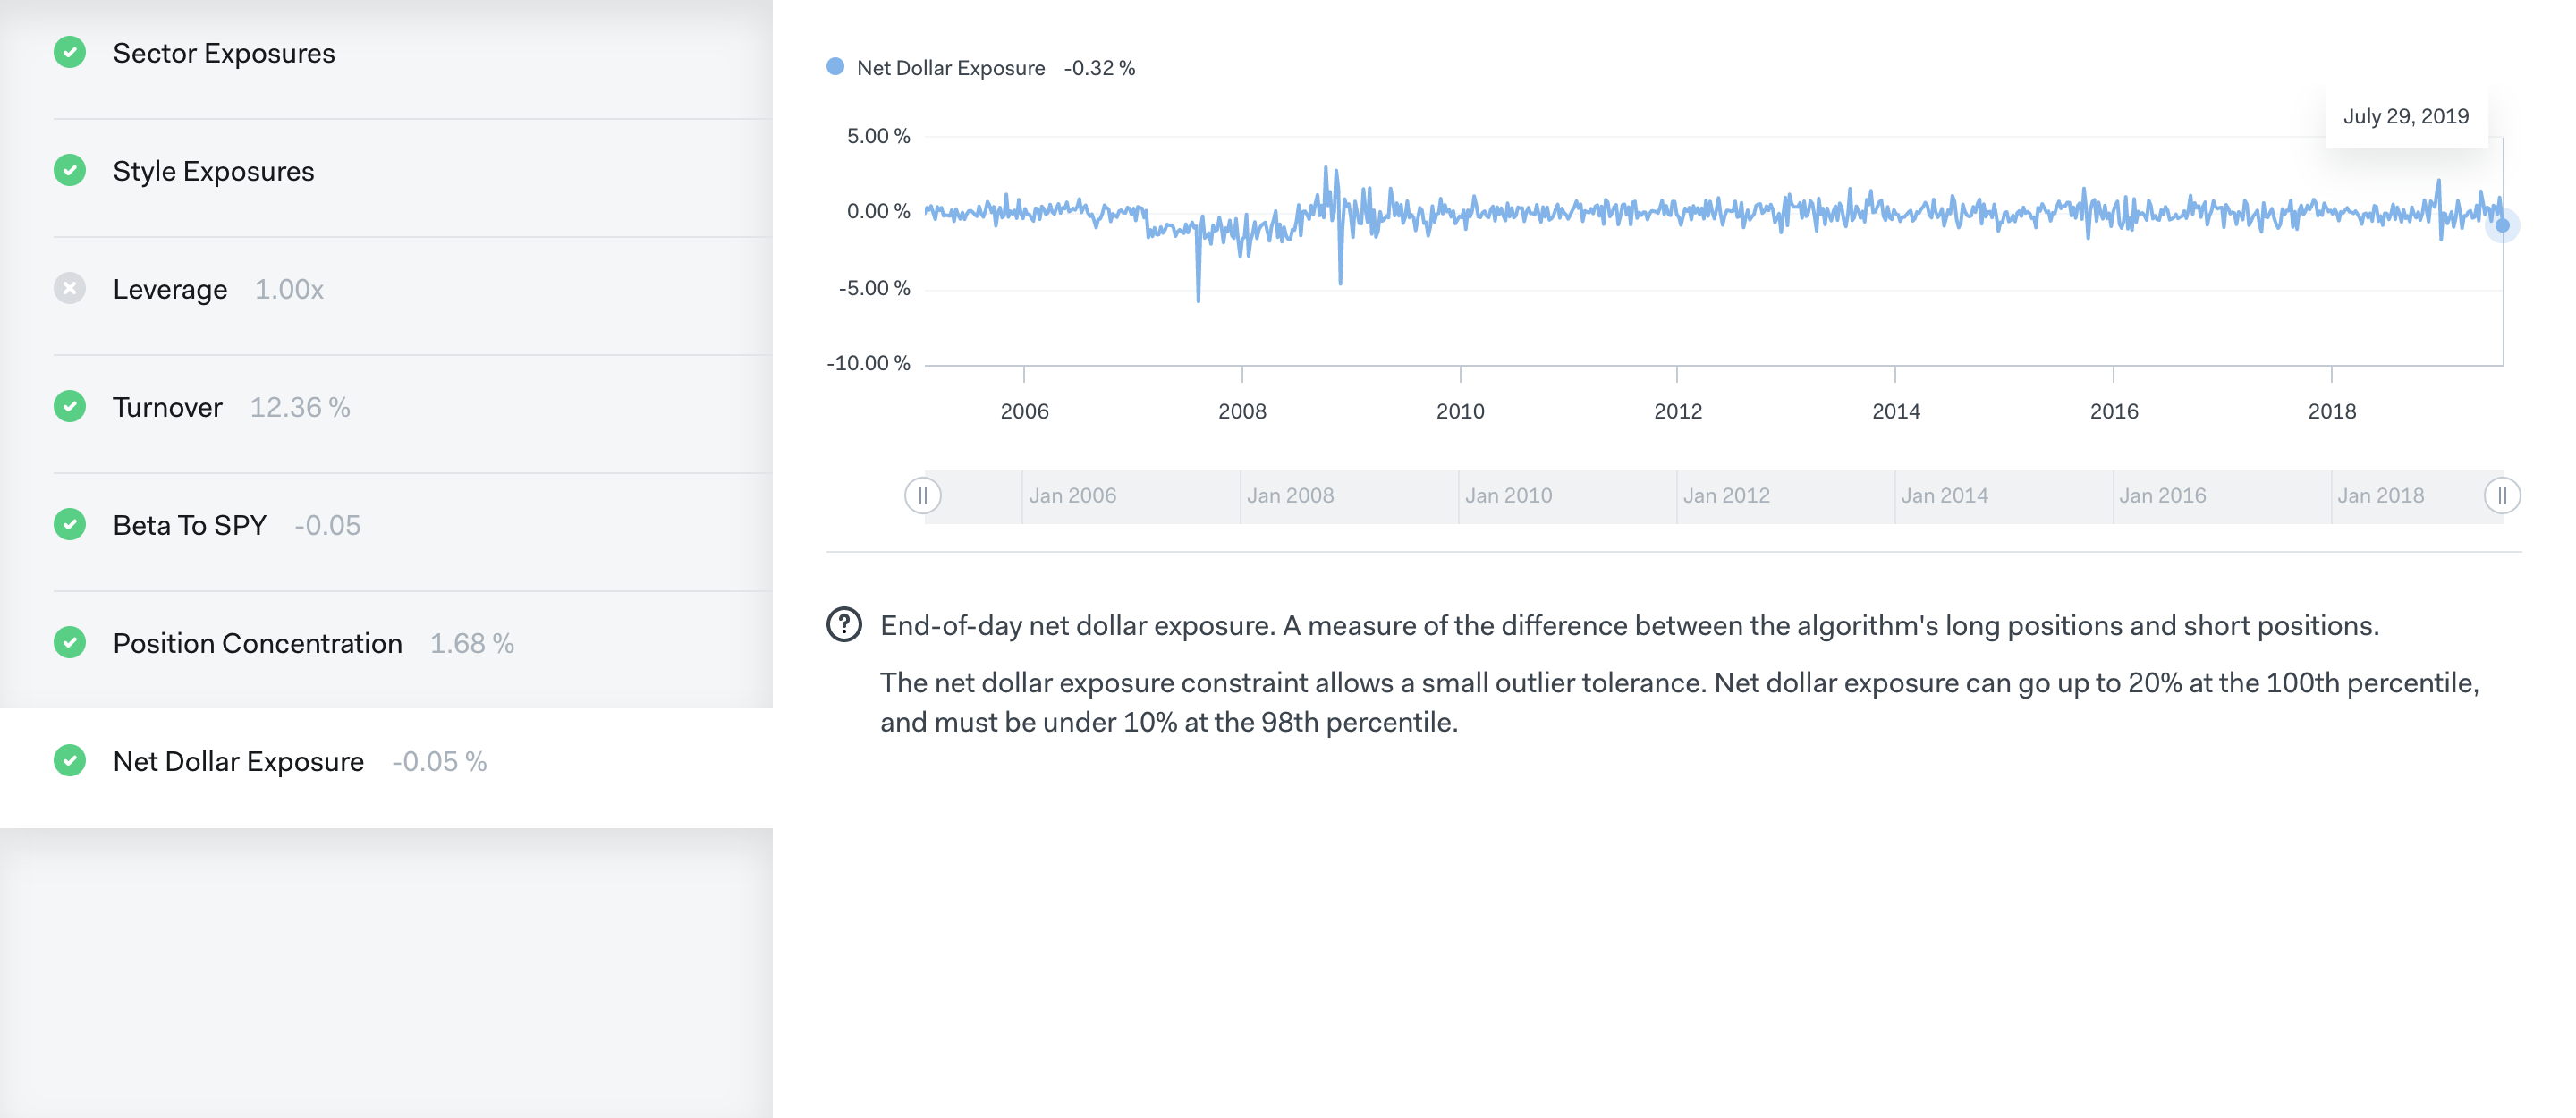 Sector Exposures
Style Exposures
Leverage 1.00x
Turnover 12.36 %
Beta To SPY -0.05
Position Concentration 1.68 %
Net Dollar Exposure -0.05 %
Net Dollar Exposure -0.32 %
July 29, 2019
5.00 %
0.00 %
-5.00 %
-10.00 %
2006 2008 2010 2012 2014 2016 2018
Jan 2006 Jan 2008 Jan 2010 Jan 2012 Jan 2014 Jan 2016 Jan 2018
End-of-day net dollar exposure. A measure of the difference between the algorithm's long positions and short positions.
The net dollar exposure constraint allows a small outlier tolerance. Net dollar exposure can go up to 20% at the 100th percentile,
and must be under 10% at the 98th percentile.